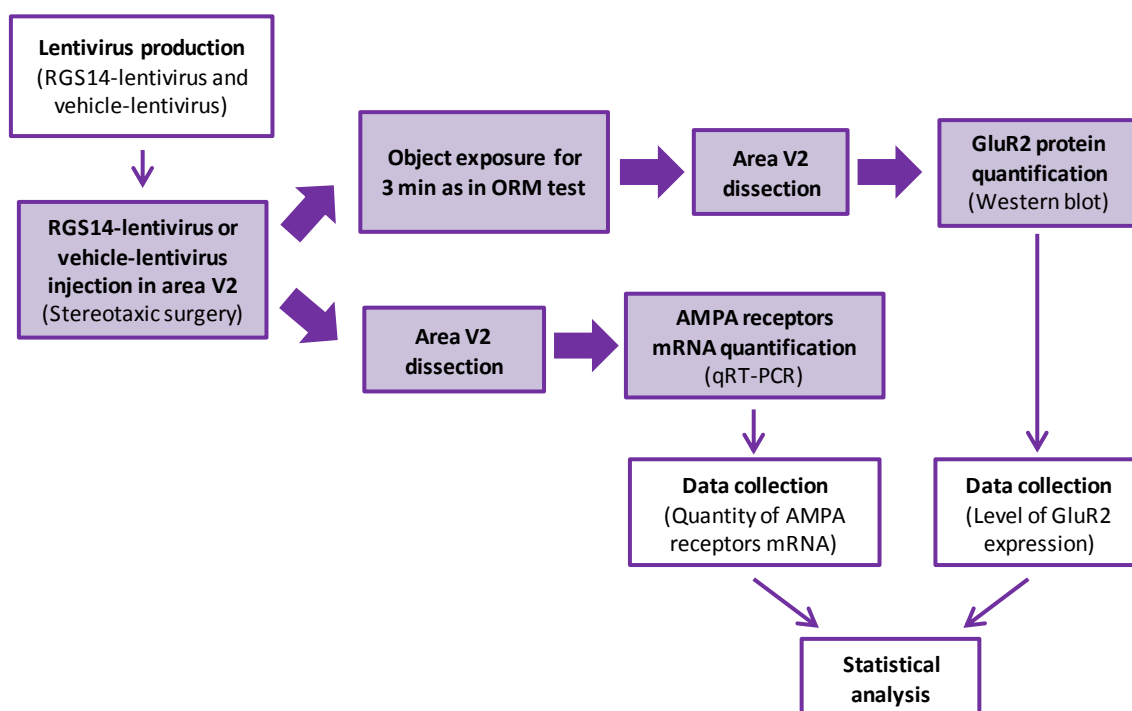 Lentivirus production
(RGS14-lentivirus and
vehicle-lentivirus)
RGS14-lentivirus or
vehicle-lentivirus
injection in area V2
(Stereotaxic surgery)
Object exposure for
3 min as in ORM test
Area V2
dissection
GluR2 protein
quantification
(Western blot)
Area V2
dissection
AMPA receptors
mRNA quantification
(qRT-PCR)
Data collection
(Quantity of AMPA
receptors mRNA)
Data collection
(Level of GluR2
expression)
Statistical
analysis